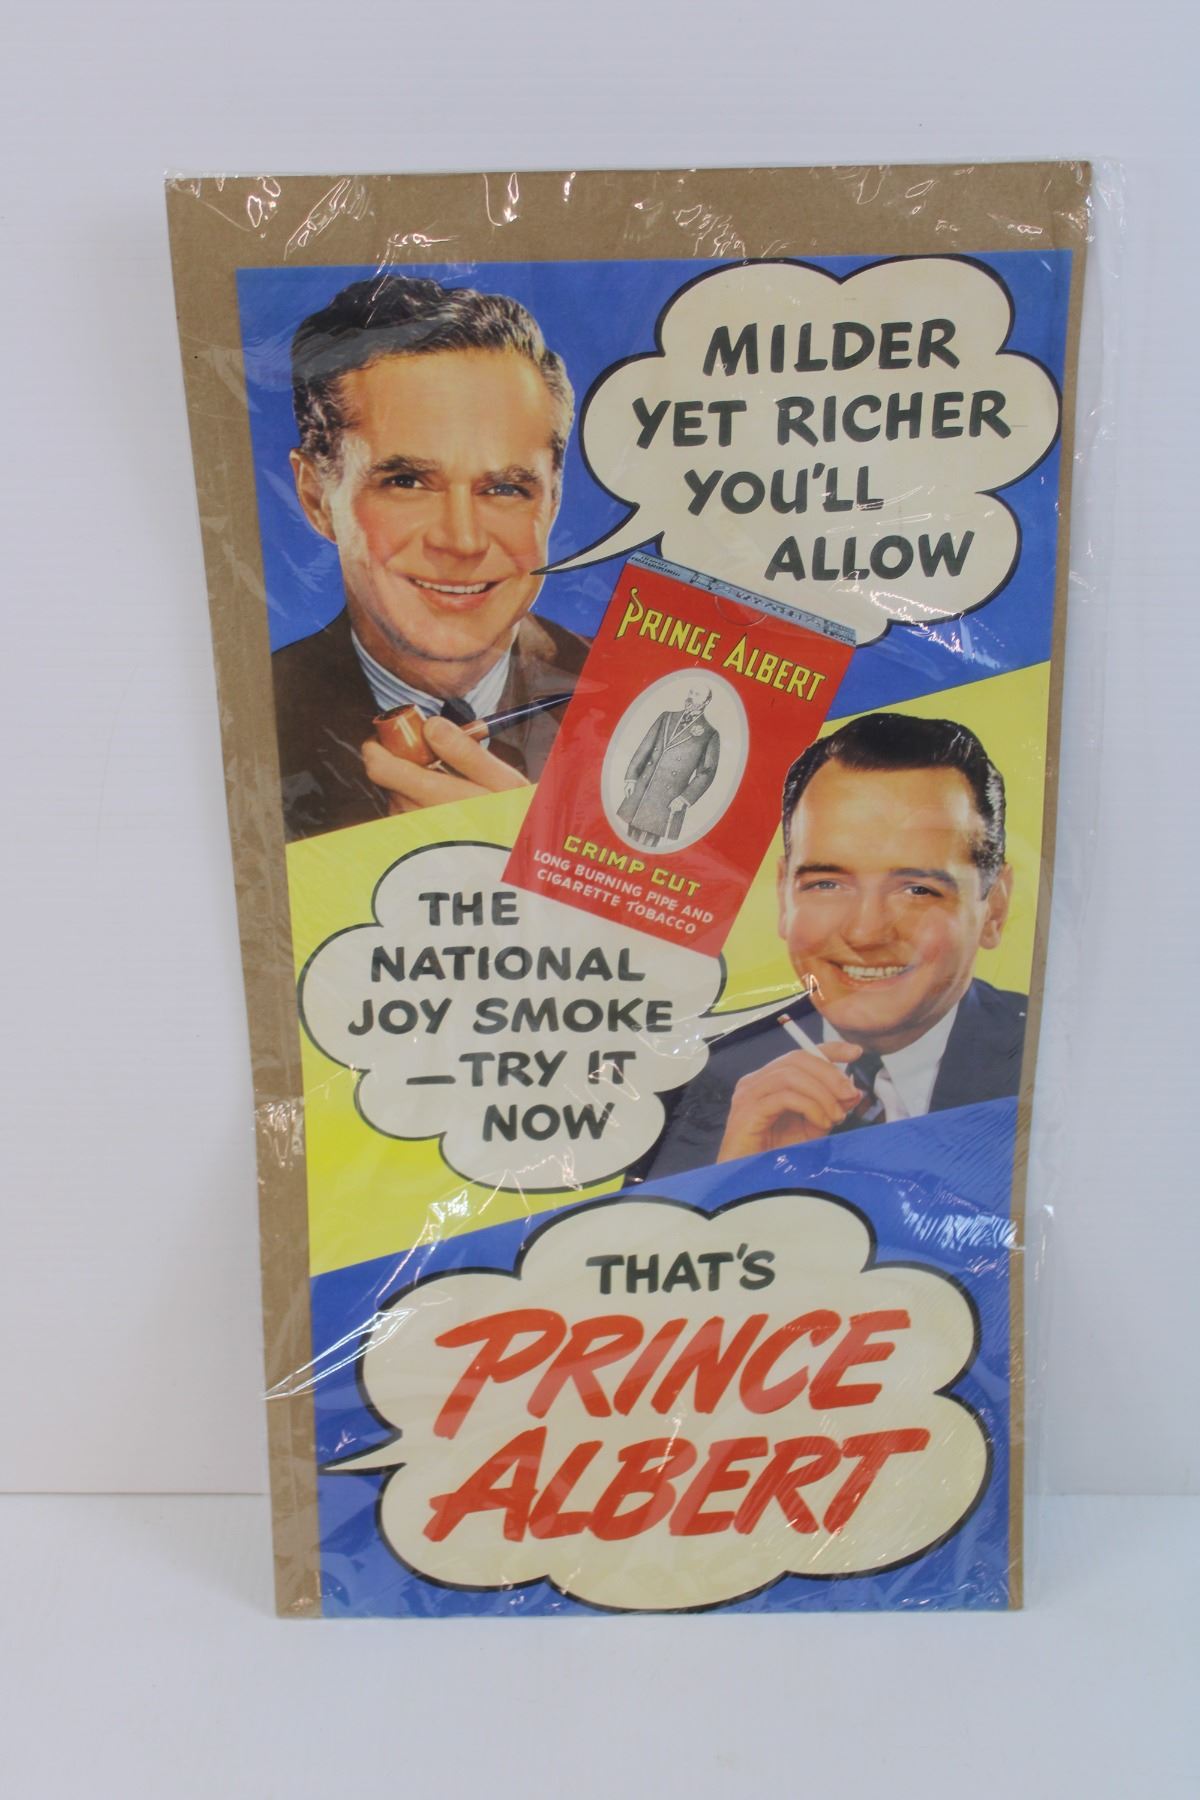 MILDER
YET RICHER
YOU'LL
ALLOW
PRINCE ALBERT
CRIMP CUT
LONG BURNING PIPE AND
CIGARETTE TOBACCO
THE
NATIONAL
JOY SMOKE
—TRY IT
NOW
THAT'S
PRINCE
ALBERT